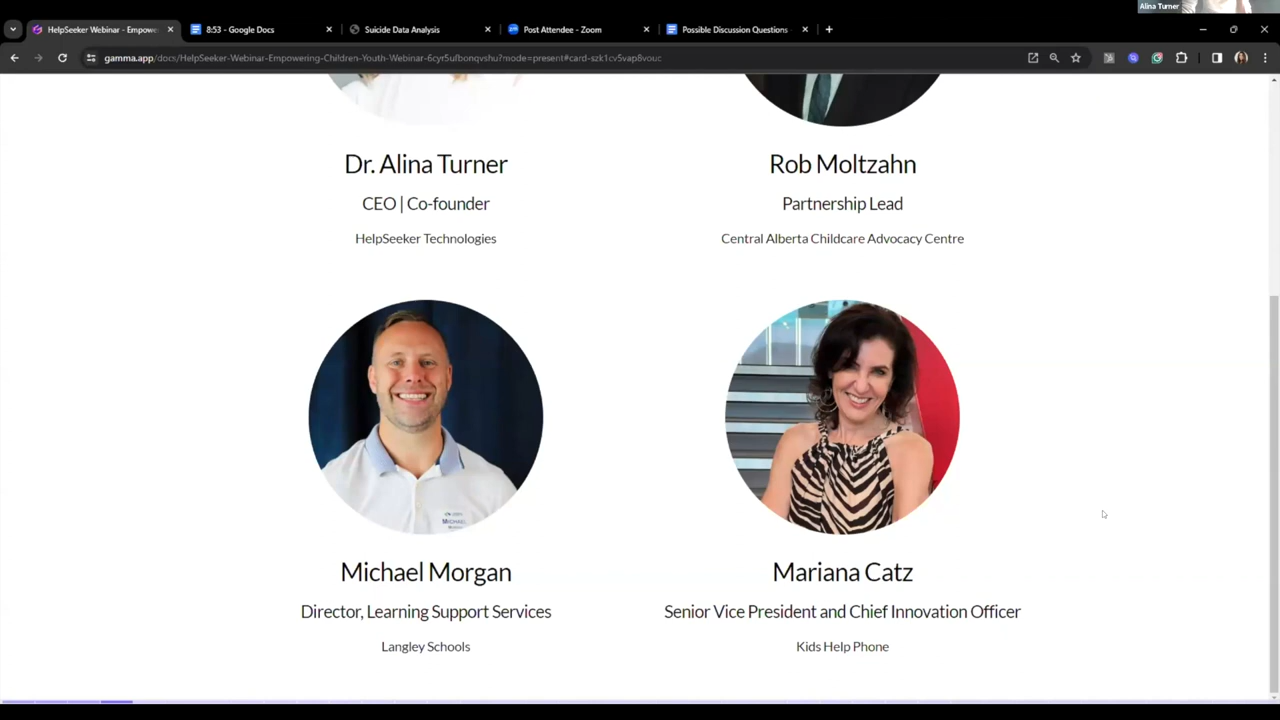 Alina Turner
HelpSeeker Webinar - Empowe
8:53 - Google Docs
Suicide Data Analysis
Post Attendee - Zoom
Possible Discussion Questions
gamma.app/docs/HelpSeeker-Webinar-Empowering-Children-Youth-Webinar-6cyr5ufbonqvshu?mode=present#card-szk1cv5vap8vouc
Dr. Alina Turner
Rob Moltzahn
CEO | Co-founder
Partnership Lead
HelpSeeker Technologies
Central Alberta Childcare Advocacy Centre
MICHAEL
Michael Morgan
Mariana Catz
Director, Learning Support Services
Senior Vice President and Chief Innovation Officer
Langley Schools
Kids Help Phone